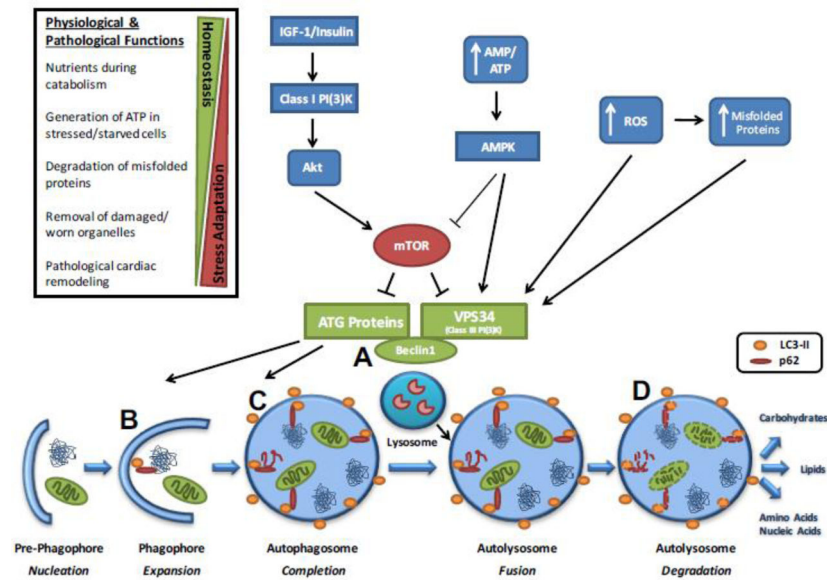 Physiological &
Pathological Functions
Nutrients during
catabolism
Generation of ATP in
stressed/starved cells
Degradation of misfolded
proteins
Removal of damaged/
worn organelles
Pathological cardiac
remodeling
Homeostasis
Stress Adaptation
IGF-1/Insulin
Class I PI(3)K
Akt
AMP/
ATP
AMPK
ROS
Misfolded
Proteins
mTOR
ATG Proteins
VPS34
(Class III PI(3)K)
Beclin1
A
LC3-II
p62
B
C
Lysosome
D
Carbohydrates
Lipids
Amino Acids
Nucleic Acids
Pre-Phagophore
Nucleation
Phagophore
Expansion
Autophagosome
Completion
Autolysosome
Fusion
Autolysosome
Degradation